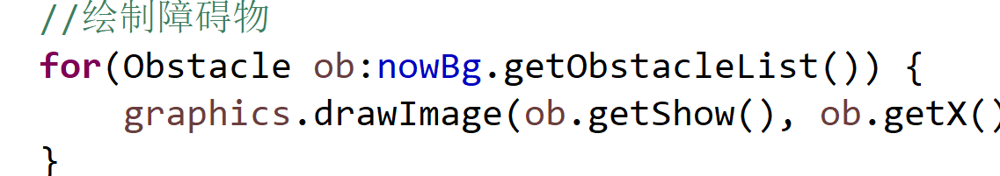 //绘制障碍物
for(Obstacle ob:nowBg.getObstacleList()) {
graphics.drawImage(ob.getShow(), ob.getX()
}